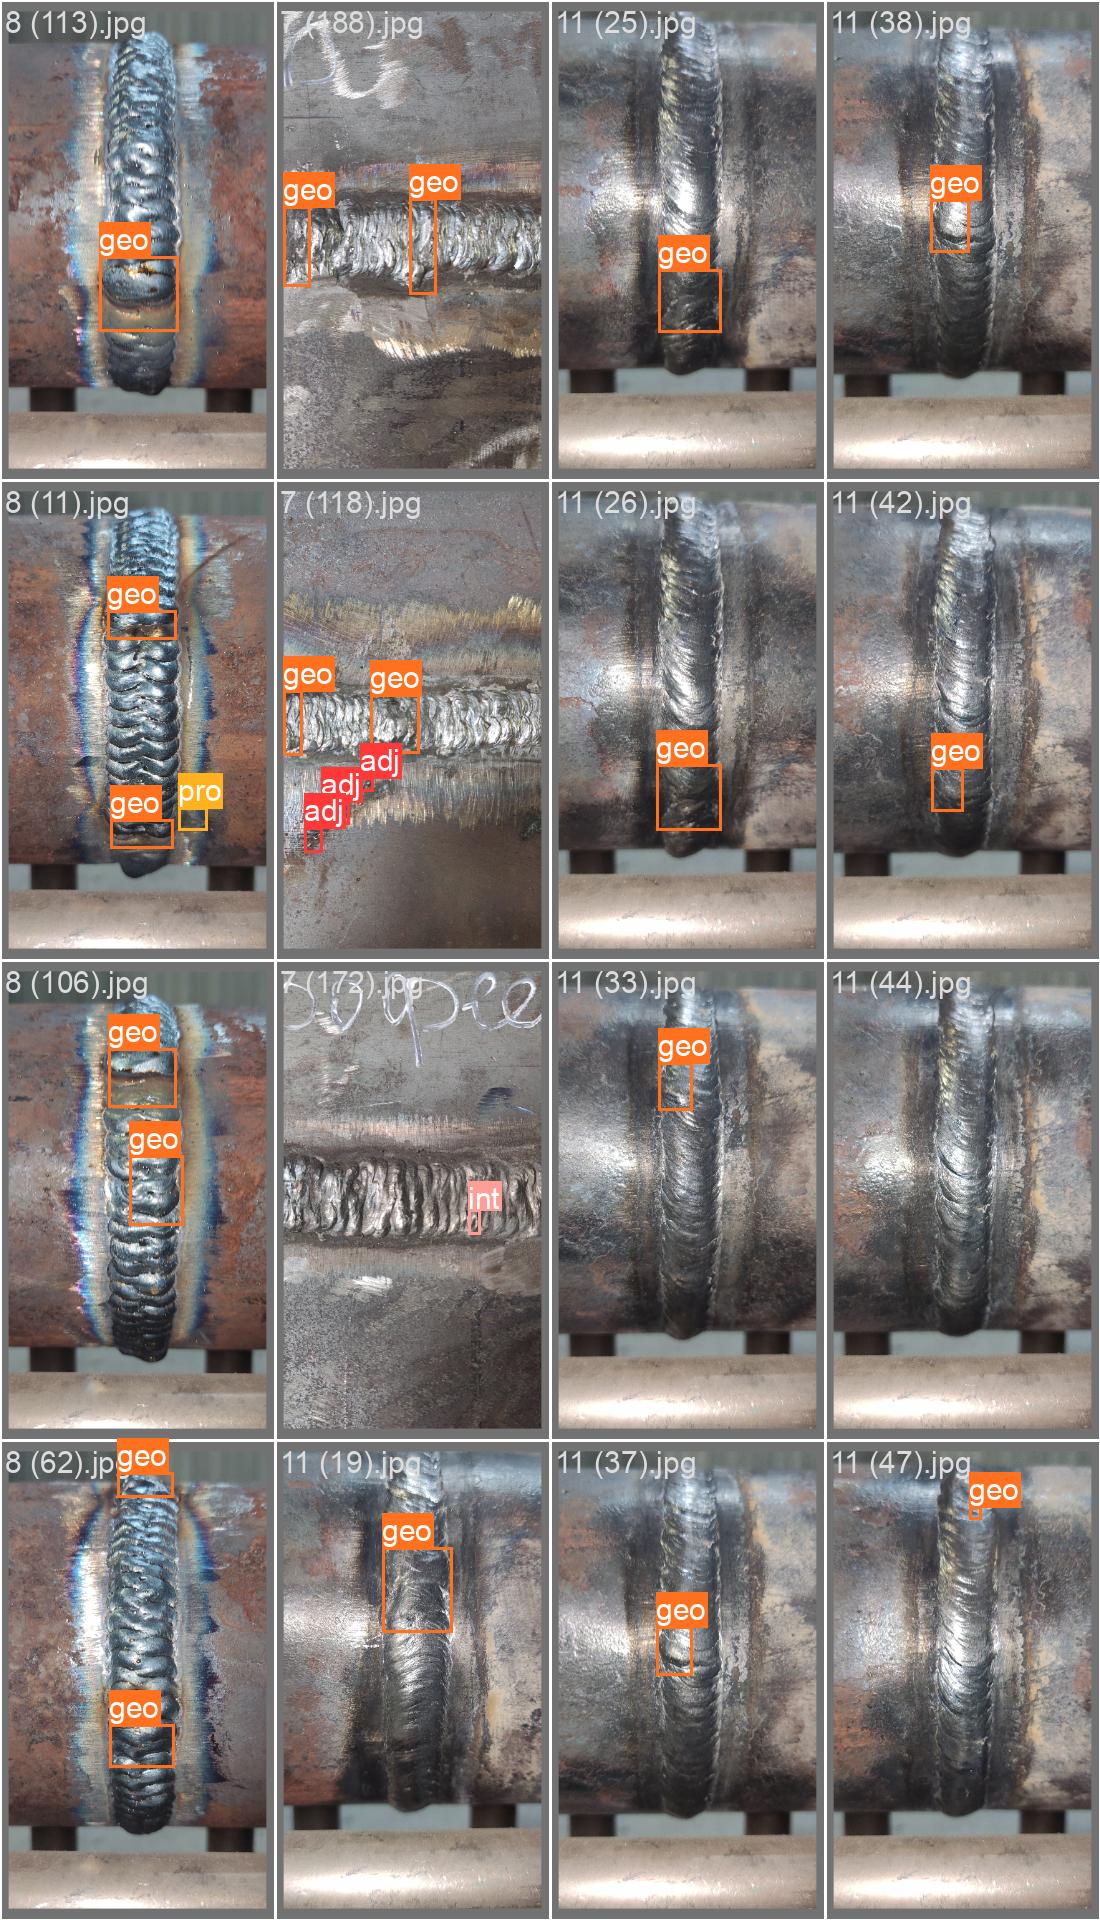 8 (113).jpg
geo
7 (188).jpg
geo
geo
11 (25).jpg
geo
11 (38).jpg
geo
8 (11).jpg
geo
geo
pro
7 (118).jpg
geo
geo
adj
adj
adj
11 (26).jpg
geo
11 (42).jpg
geo
8 (106).jpg
geo
geo
7 (172).jpg
int
11 (33).jpg
geo
11 (44).jpg
8 (62).jp
geo
geo
11 (19).jpg
geo
11 (37).jpg
geo
11 (47).jpg
geo